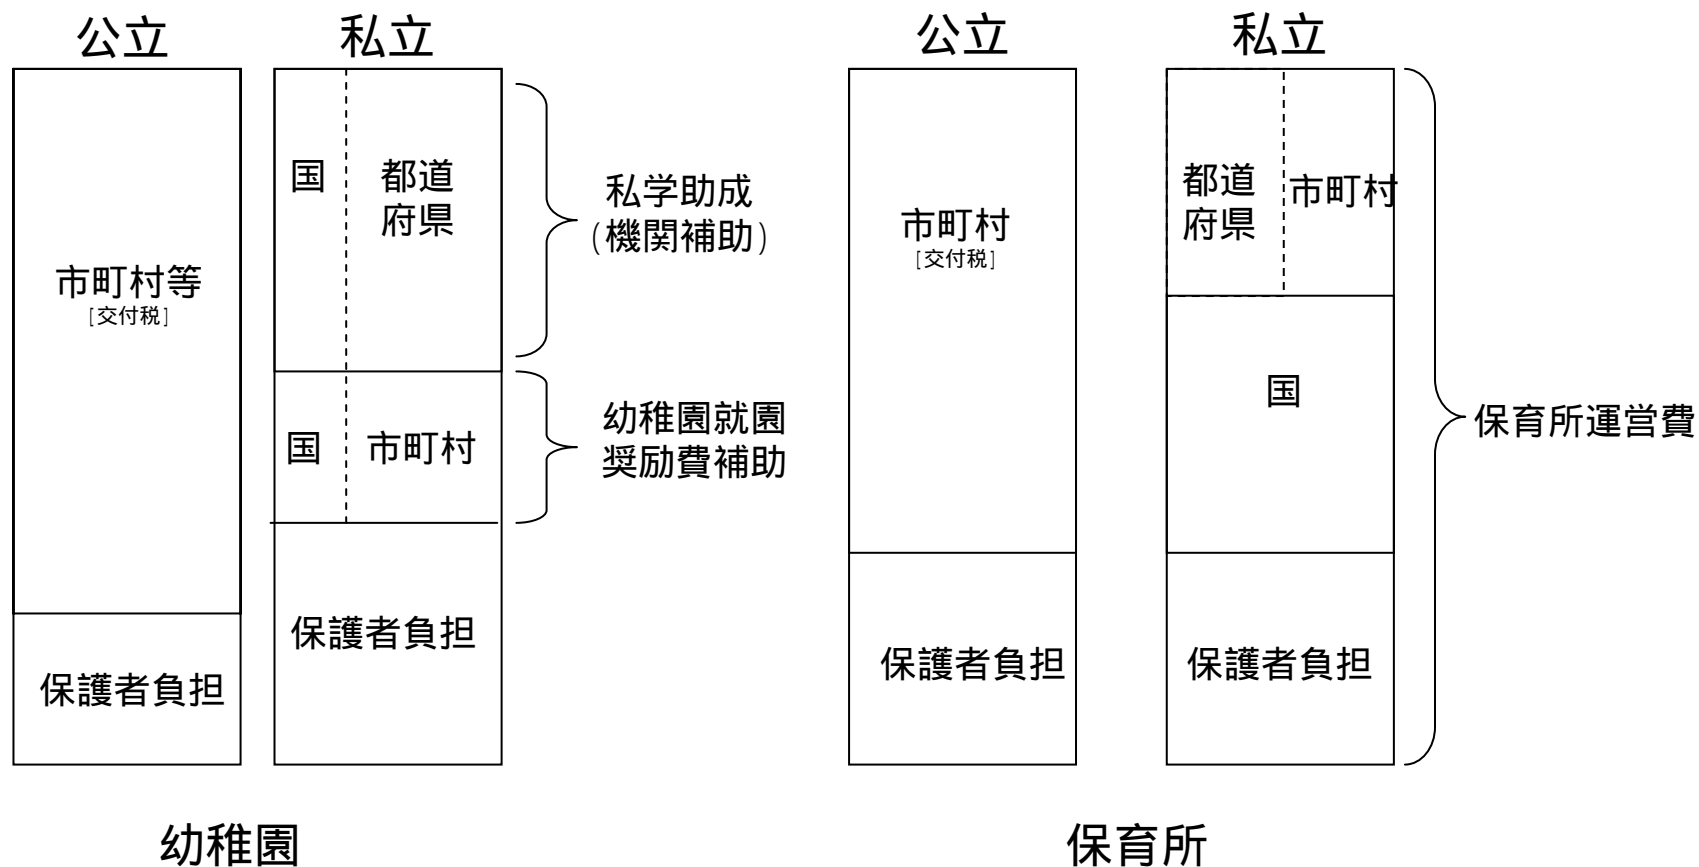 公立
私立
市町村等
[交付税]
保護者負担
国
都道
府県
国
市町村
保護者負担
私学助成
(機関補助)
幼稚園就園
奨励費補助
幼稚園
公立
私立
市町村
[交付税]
保護者負担
都道
府県
市町村
国
保護者負担
保育所運営費
保育所